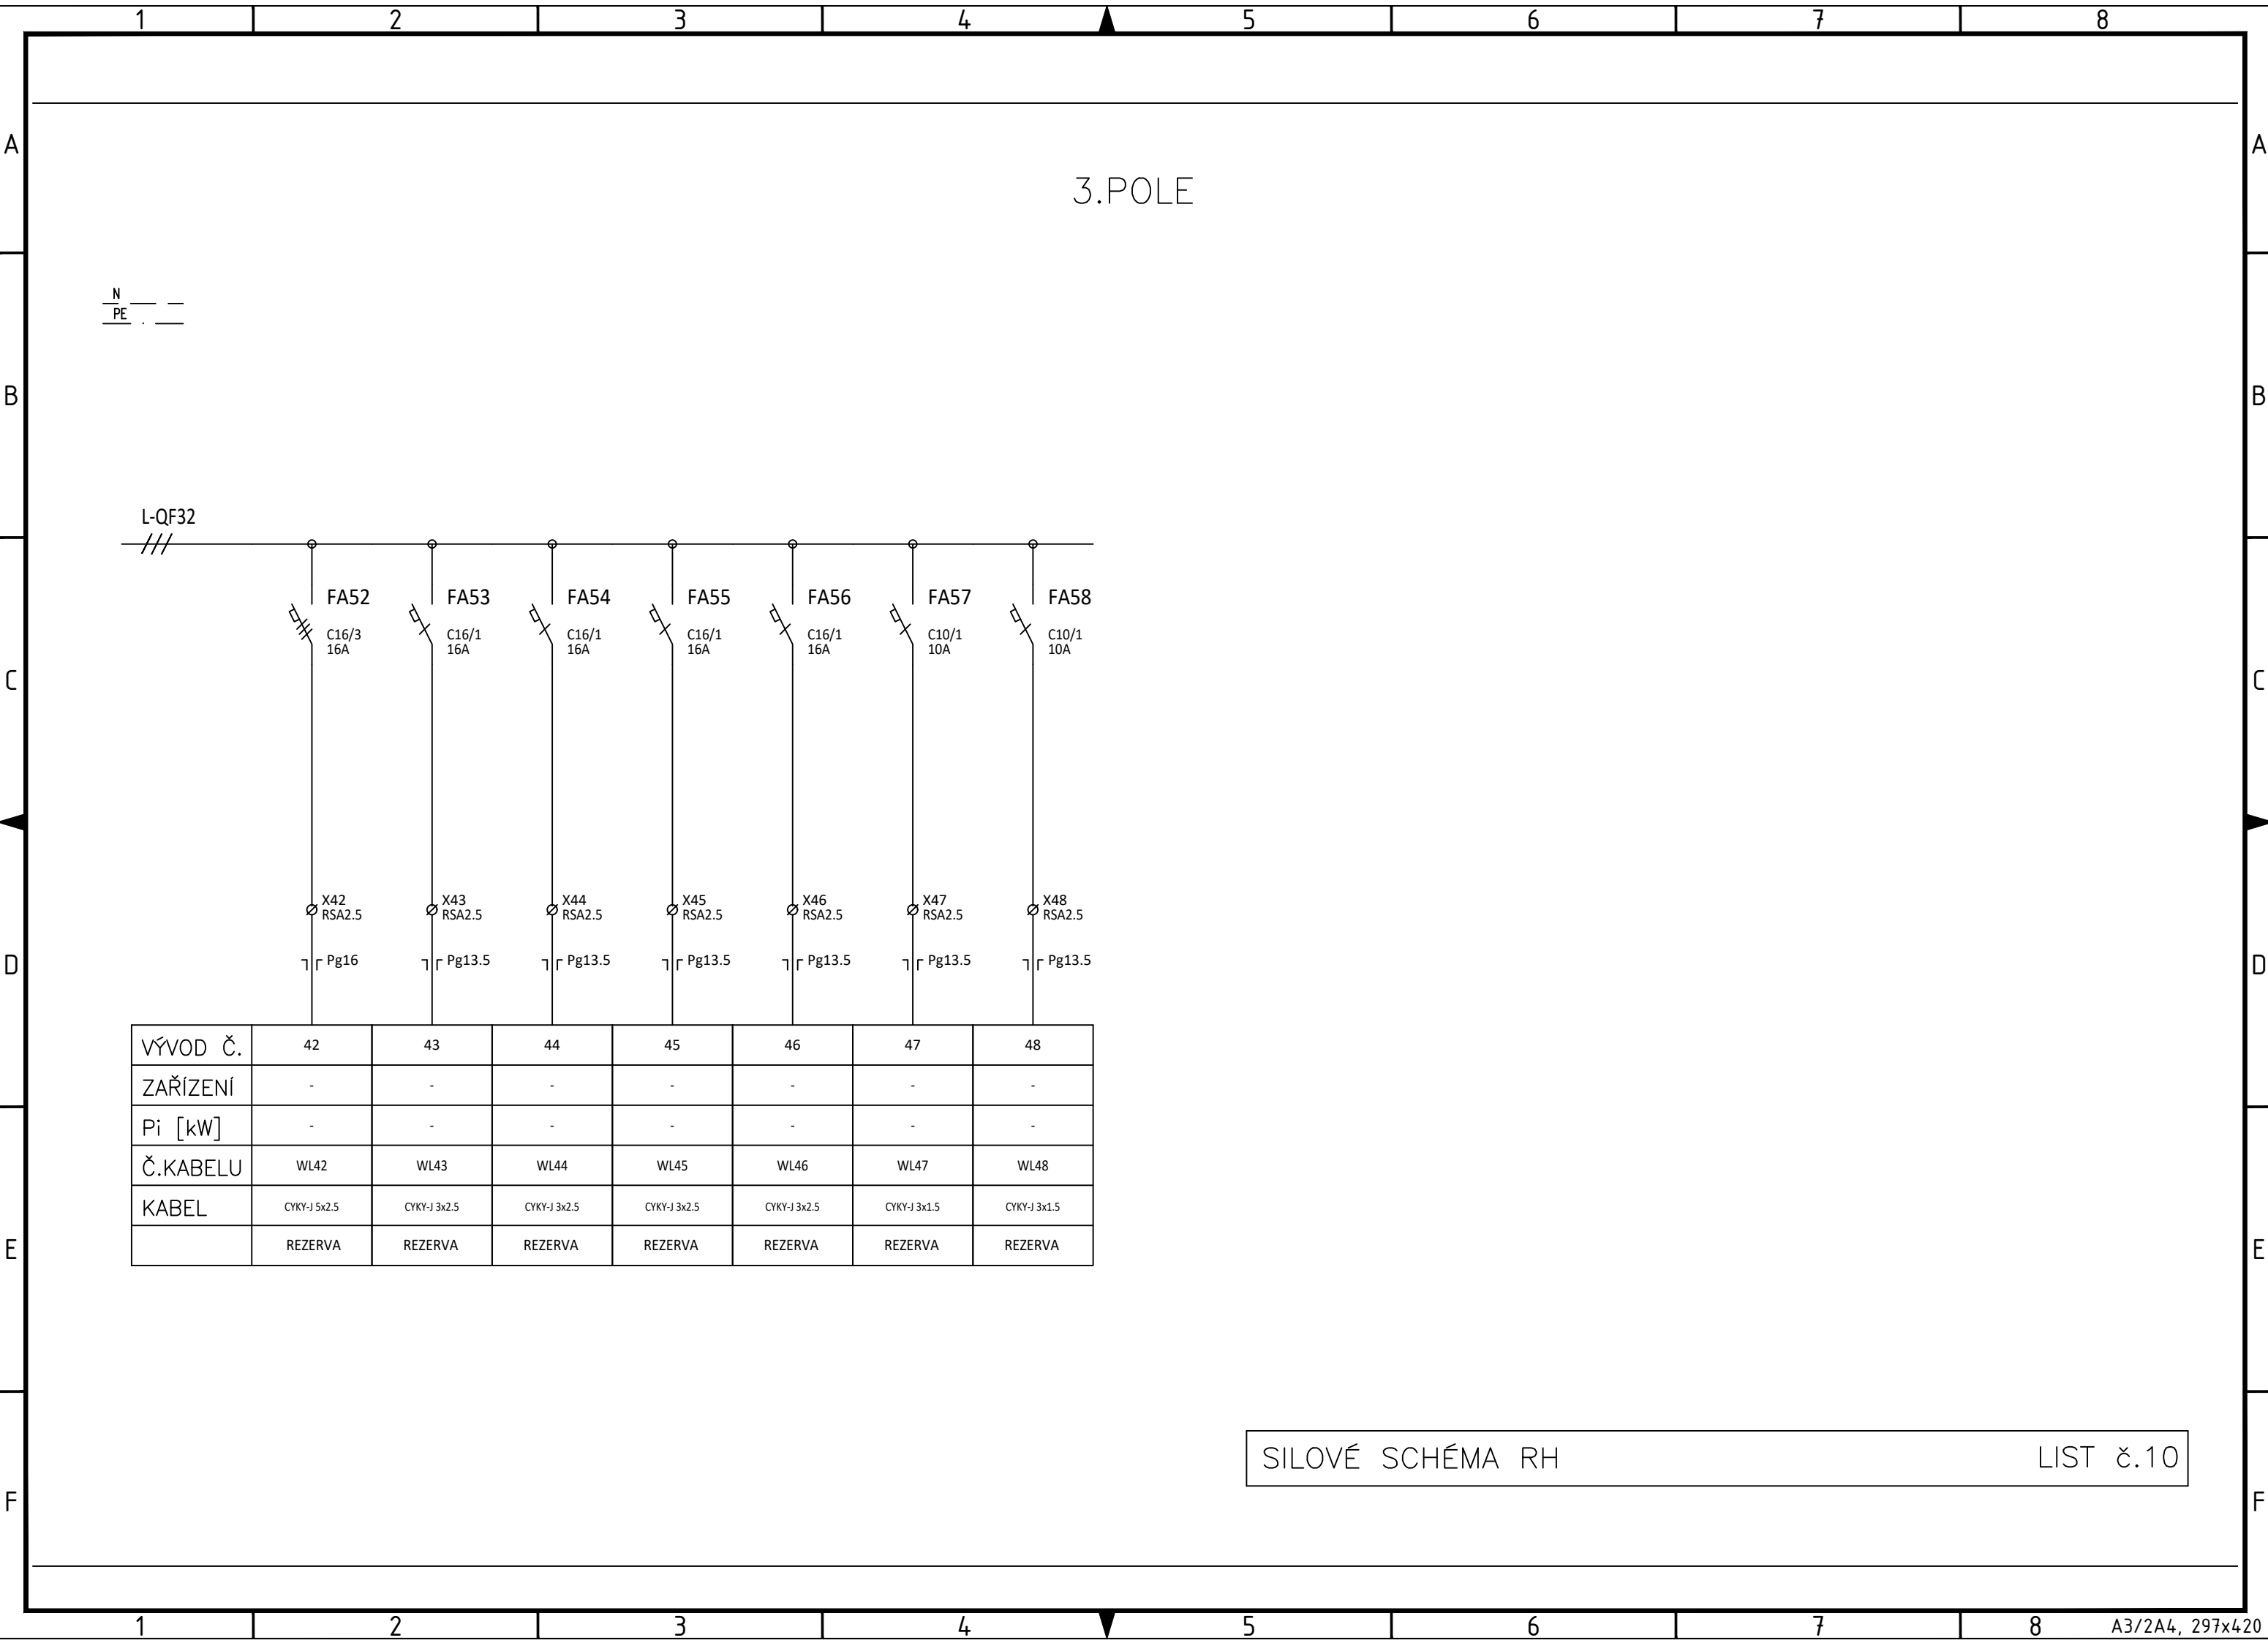 1 2 3 4 5 6 7 8
A A
3.POLE
N
PE
B B
L-QF32
FA52 FA53 FA54 FA55 FA56 FA57 FA58
C16/3 C16/1 C16/1 C16/1 C16/1 C10/1 C10/1
16A 16A 16A 16A 16A 10A 10A
C C
X42 X43 X44 X45 X46 X47 X48
RSA2.5 RSA2.5 RSA2.5 RSA2.5 RSA2.5 RSA2.5 RSA2.5
D Pg16 Pg13.5 Pg13.5 Pg13.5 Pg13.5 Pg13.5 Pg13.5 D
VÝVOD Č. 42 43 44 45 46 47 48
ZAŘÍZENÍ - - - - - - -
Pi [kW] - - - - - - -
Č.KABELU WL42 WL43 WL44 WL45 WL46 WL47 WL48
KABEL CYKY-J 5x2.5 CYKY-J 3x2.5 CYKY-J 3x2.5 CYKY-J 3x2.5 CYKY-J 3x2.5 CYKY-J 3x1.5 CYKY-J 3x1.5
E REZERVA REZERVA REZERVA REZERVA REZERVA REZERVA REZERVA E
SILOVÉ SCHÉMA RH LIST č.10
F F
1 2 3 4 5 6 7 8 A3/2A4, 297x420